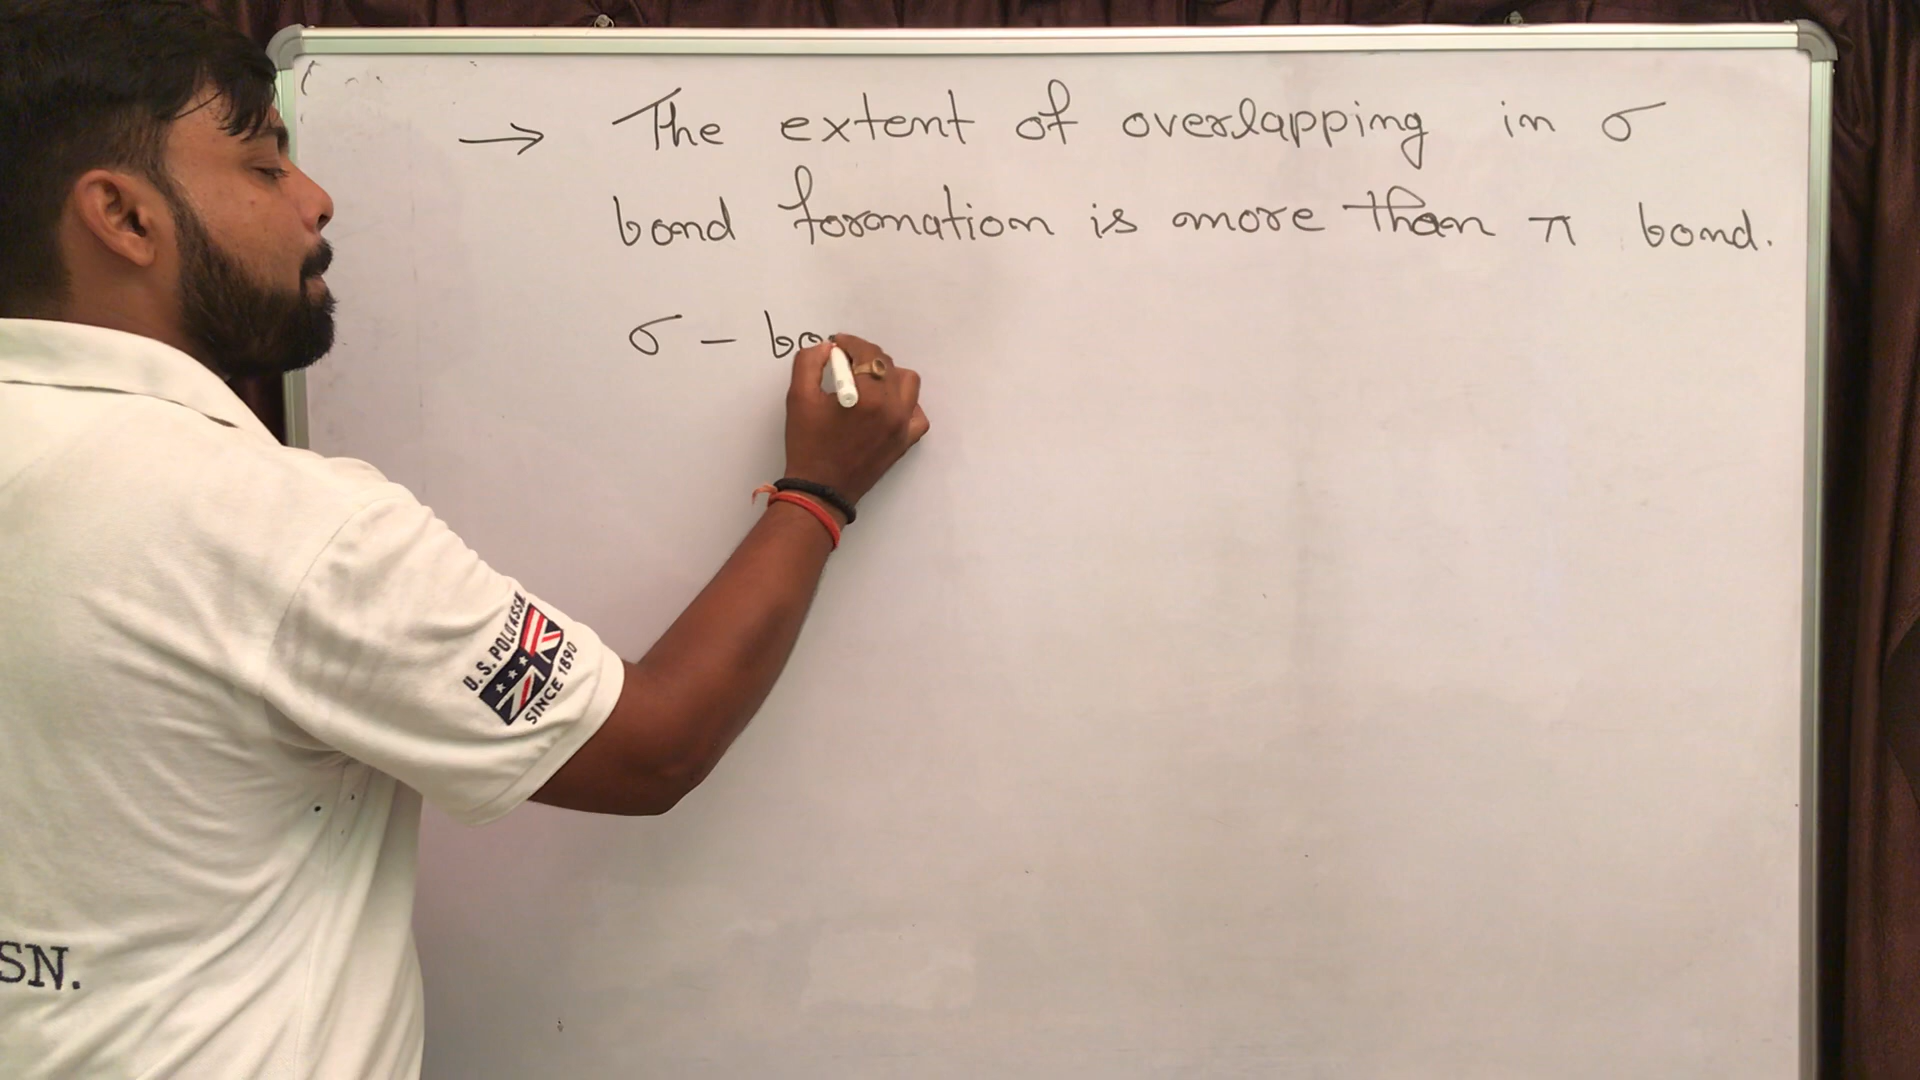 → The extent of overlapping in σ
bond formation is more than π bond.
σ - bo
U.S. POLO ASSN.
SINCE 1890
SN.